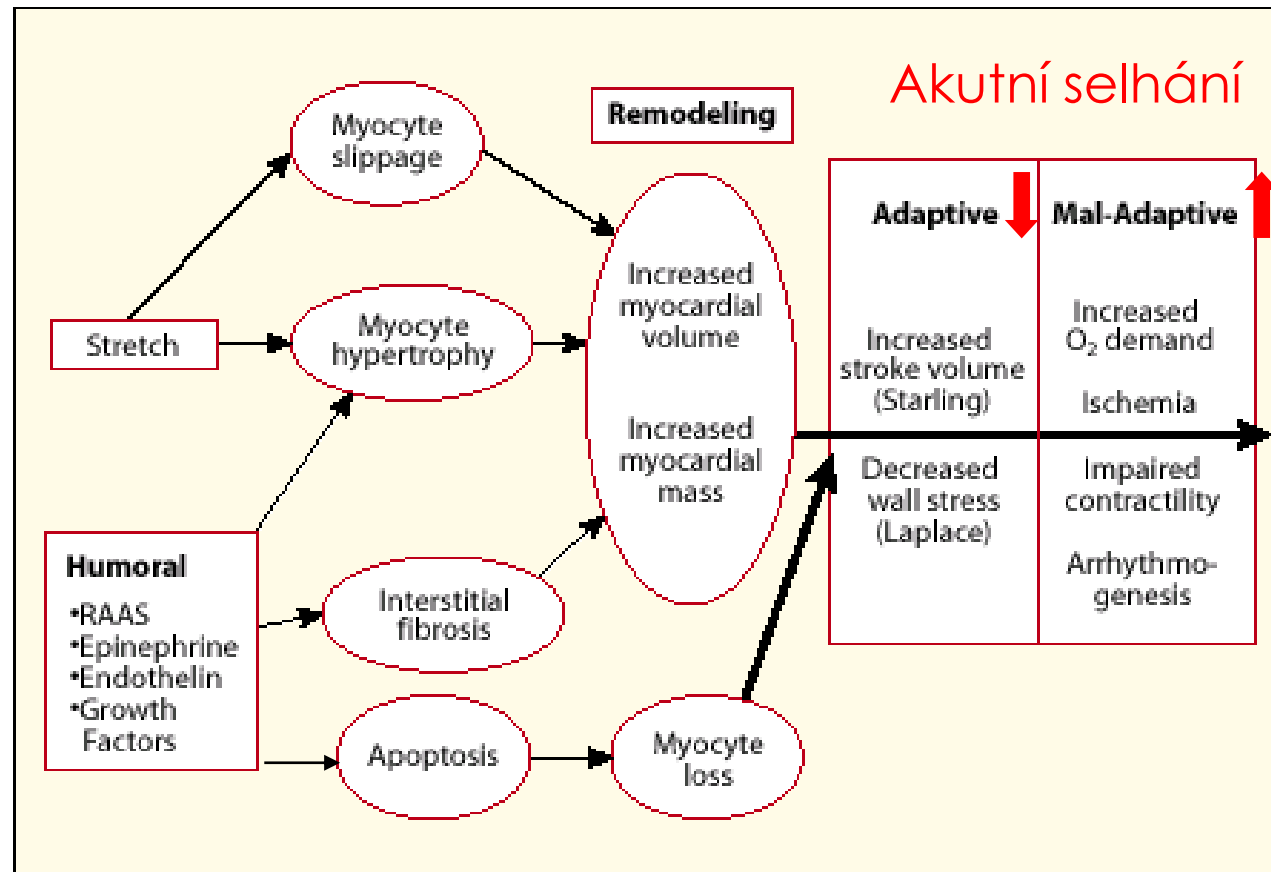 Akutní selhání
Myocyte
slippage
Remodeling
Stretch
Myocyte
hypertrophy
Increased
myocardial
volume
Increased
myocardial
mass
Adaptive
Increased
stroke volume
(Starling)
Decreased
wall stress
(Laplace)
Mal-Adaptive
Increased
O₂ demand
Ischemia
Impaired
contractility
Arrhythmo-
genesis
Humoral
•RAAS
•Epinephrine
•Endothelin
•Growth
Factors
Interstitial
fibrosis
Apoptosis
Myocyte
loss